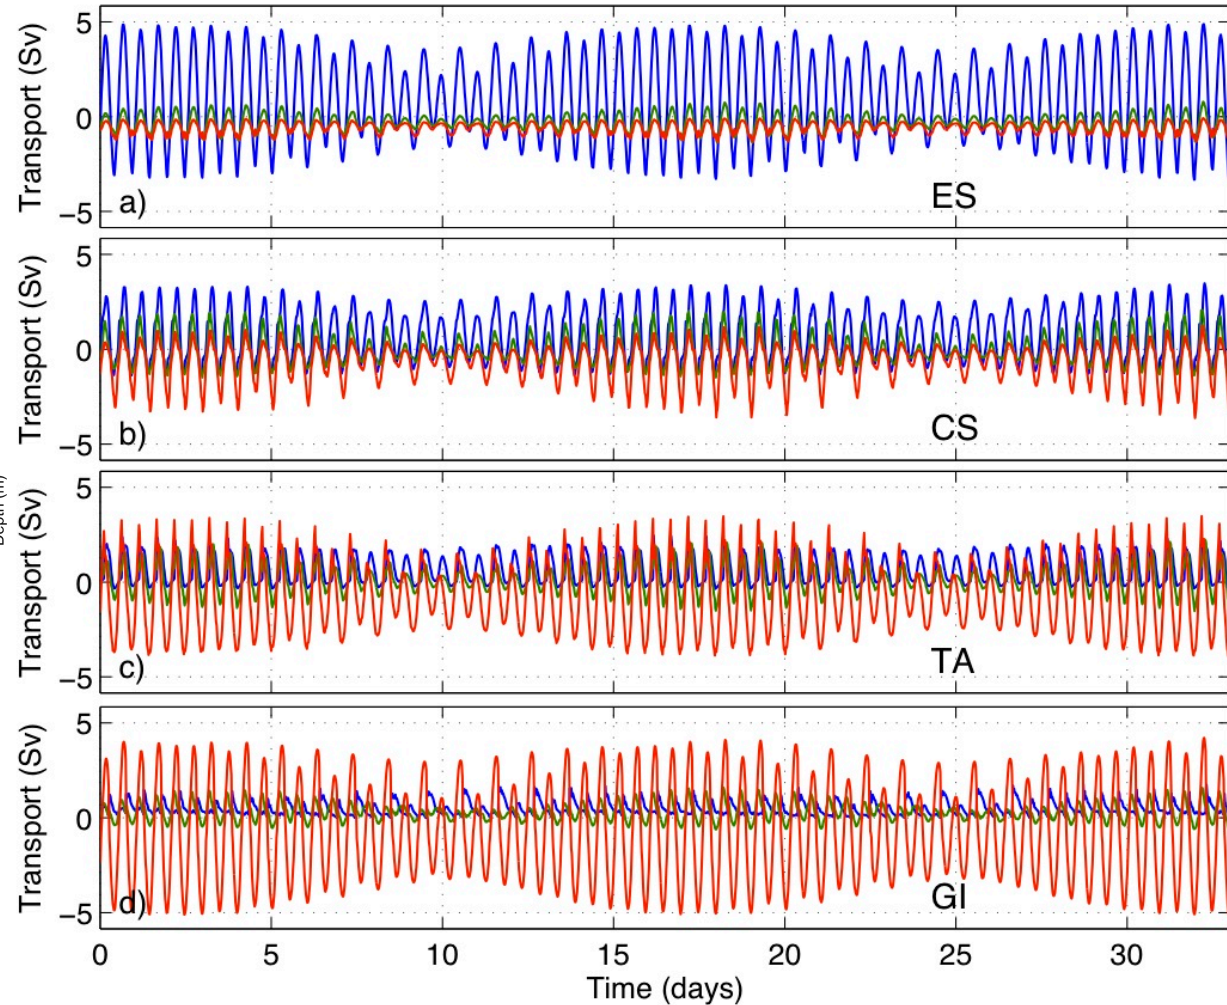 5
0
−5
Transport (Sv)
a)
ES
5
0
−5
Transport (Sv)
b)
CS
5
0
−5
Transport (Sv)
Depth (m)
c)
TA
5
0
−5
Transport (Sv)
d)
GI
0 5 10 15 20 25 30
Time (days)